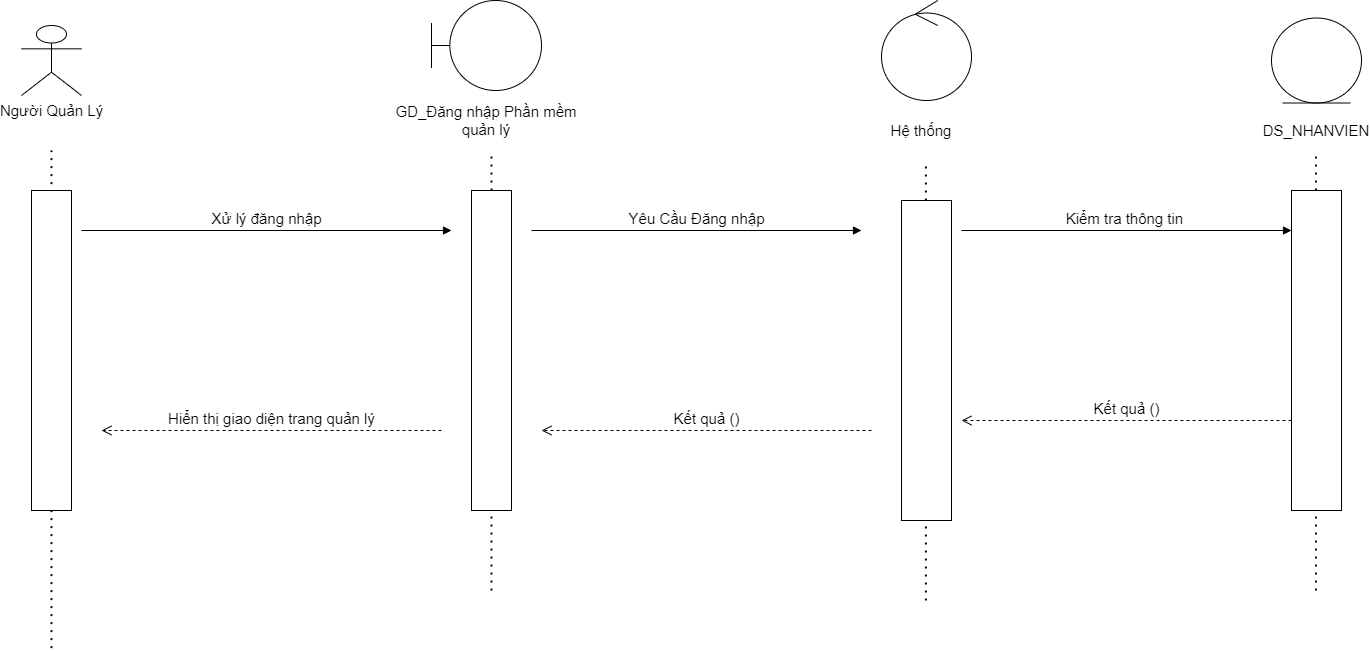 Người Quản Lý
GD_Đăng nhập Phần mềm
quản lý
Hệ thống
DS_NHANVIEN
Xử lý đăng nhập
Yêu Cầu Đăng nhập
Kiểm tra thông tin
Hiển thị giao diện trang quản lý
Kết quả ()
Kết quả ()